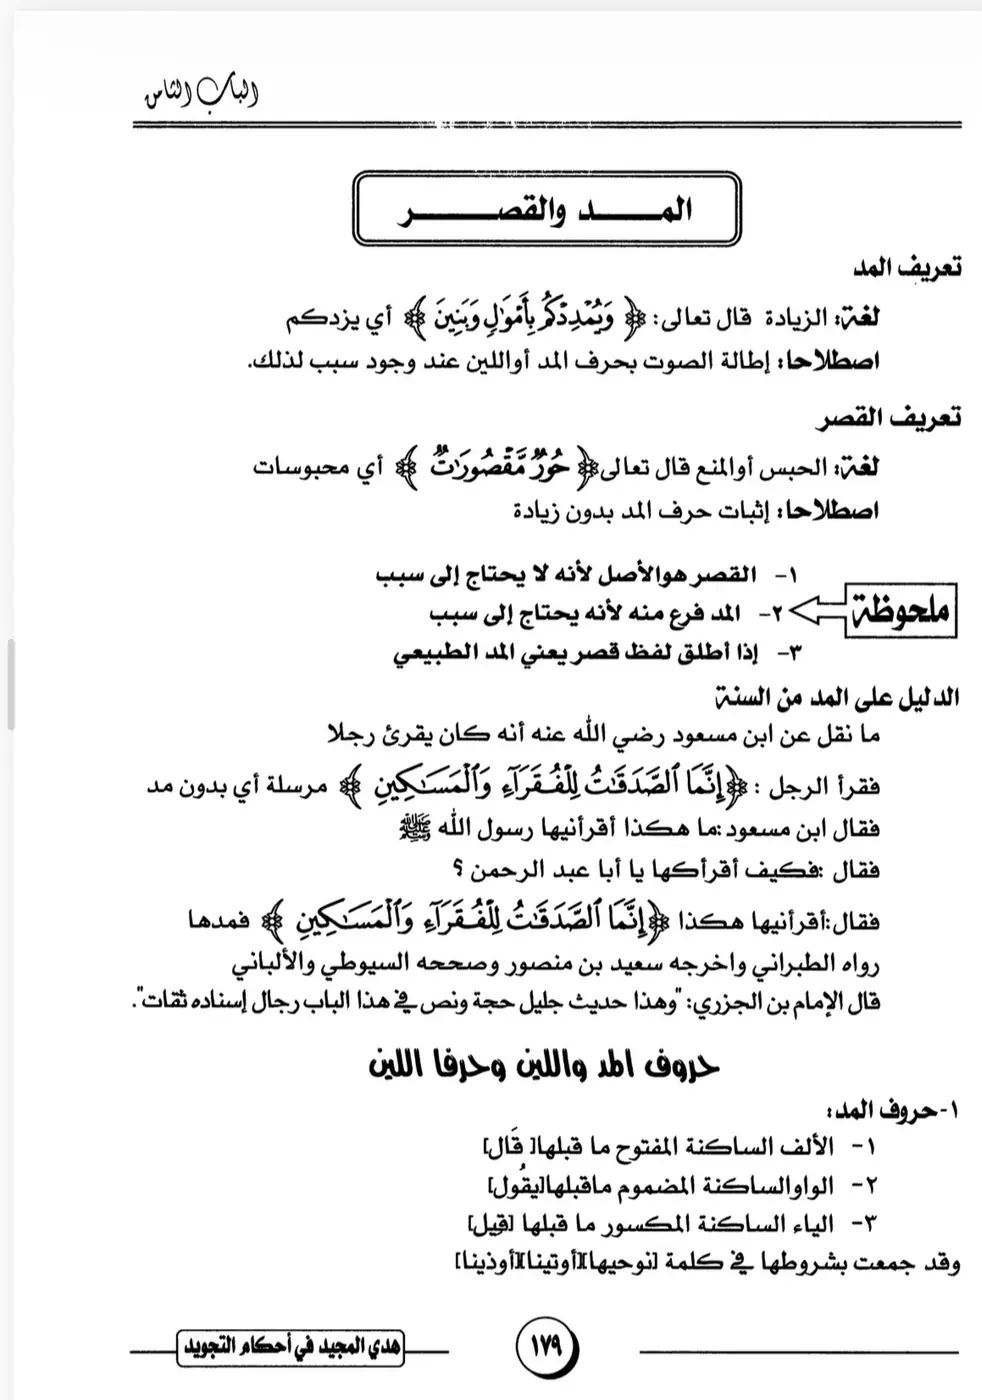 الباب الثامن
المـــد والقصـــر
تعريف المد
لغة: الزيادة قال تعالى: ﴿ وَيُمْدِدْكُم بِأَمْوَٰلٍ وَبَنِينَ ﴾ أي يزدكم
اصطلاحا: إطالة الصوت بحرف المد أواللين عند وجود سبب لذلك.
تعريف القصر
لغة: الحبس أوالمنع قال تعالى﴿ حُورٌ مَّقْصُورَٰتٌ ﴾ أي محبوسات
اصطلاحا: إثبات حرف المد بدون زيادة
١- القصر هوالأصل لأنه لا يحتاج إلى سبب
ملحوظة
٢- المد فرع منه لأنه يحتاج إلى سبب
٣- إذا أطلق لفظ قصر يعني المد الطبيعي
الدليل على المد من السنة
ما نقل عن ابن مسعود رضي الله عنه أنه كان يقرئ رجلا
فقرأ الرجل : ﴿إِنَّمَا ٱلصَّدَقَٰتُ لِلْفُقَرَآءِ وَٱلْمَسَٰكِينِ ﴾ مرسلة أي بدون مد
فقال ابن مسعود :ما هكذا أقرأنيها رسول الله ﷺ
فقال :فكيف أقرأكها يا أبا عبد الرحمن ؟
فقال:أقرأنيها هكذا ﴿إِنَّمَا ٱلصَّدَقَٰتُ لِلْفُقَرَآءِ وَٱلْمَسَٰكِينِ ﴾ فمدها
رواه الطبراني واخرجه سعيد بن منصور وصححه السيوطي والألباني
قال الإمام بن الجزري: "وهذا حديث جليل حجة ونص في هذا الباب رجال إسناده ثقات".
حروف المد واللين وحرفا اللين
١-حروف المد:
١- الألف الساكنة المفتوح ما قبلها[ قَال]
٢- الواوالساكنة المضموم ماقبلها[يقُول]
٣- الياء الساكنة المكسور ما قبلها [قِيل]
وقد جمعت بشروطها في كلمة [نوحيها][أوتينا][أوذينا]
١٧٩
هدي المجيد في أحكام التجويد